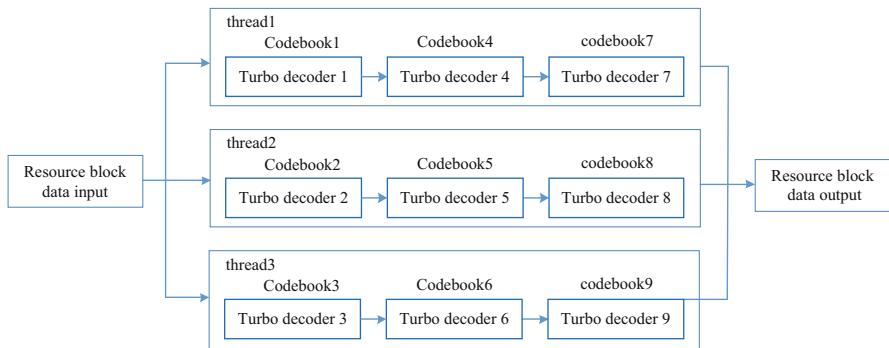 Resource block
data input
thread1
Codebook1
Codebook4
codebook7
Turbo decoder 1
Turbo decoder 4
Turbo decoder 7
thread2
Codebook2
Codebook5
codebook8
Turbo decoder 2
Turbo decoder 5
Turbo decoder 8
thread3
Codebook3
Codebook6
codebook9
Turbo decoder 3
Turbo decoder 6
Turbo decoder 9
Resource block
data output